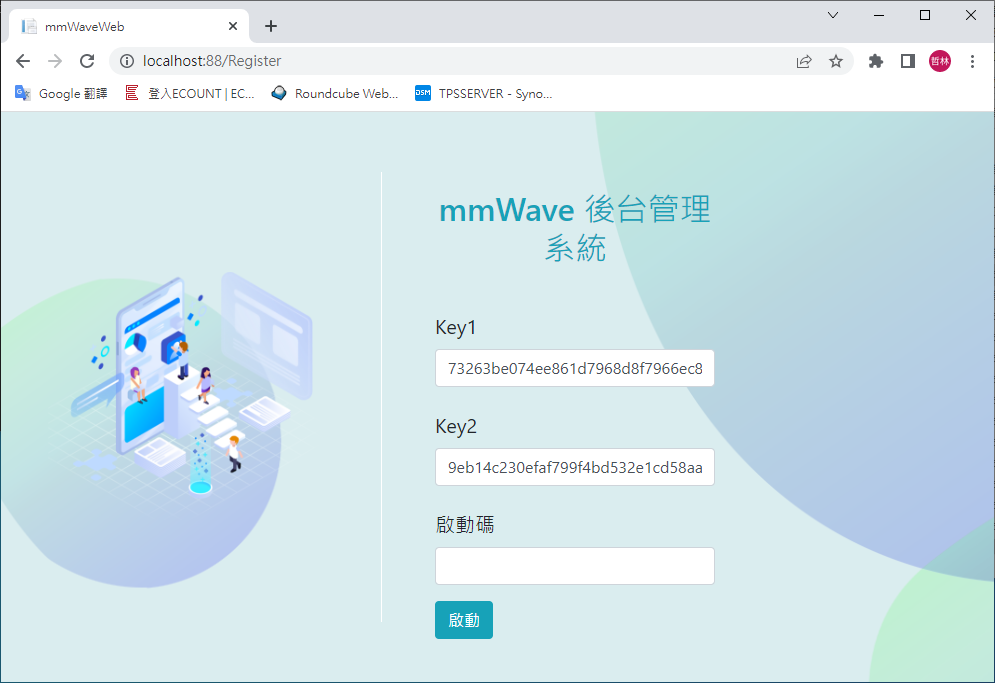 mmWaveWeb
localhost:88/Register
哲林
Google 翻譯
登入ECOUNT | EC...
Roundcube Web...
DSM
TPSSERVER - Syno...
mmWave 後台管理
系統
Key1
73263be074ee861d7968d8f7966ec8
Key2
9eb14c230efaf799f4bd532e1cd58aa
啟動碼
啟動